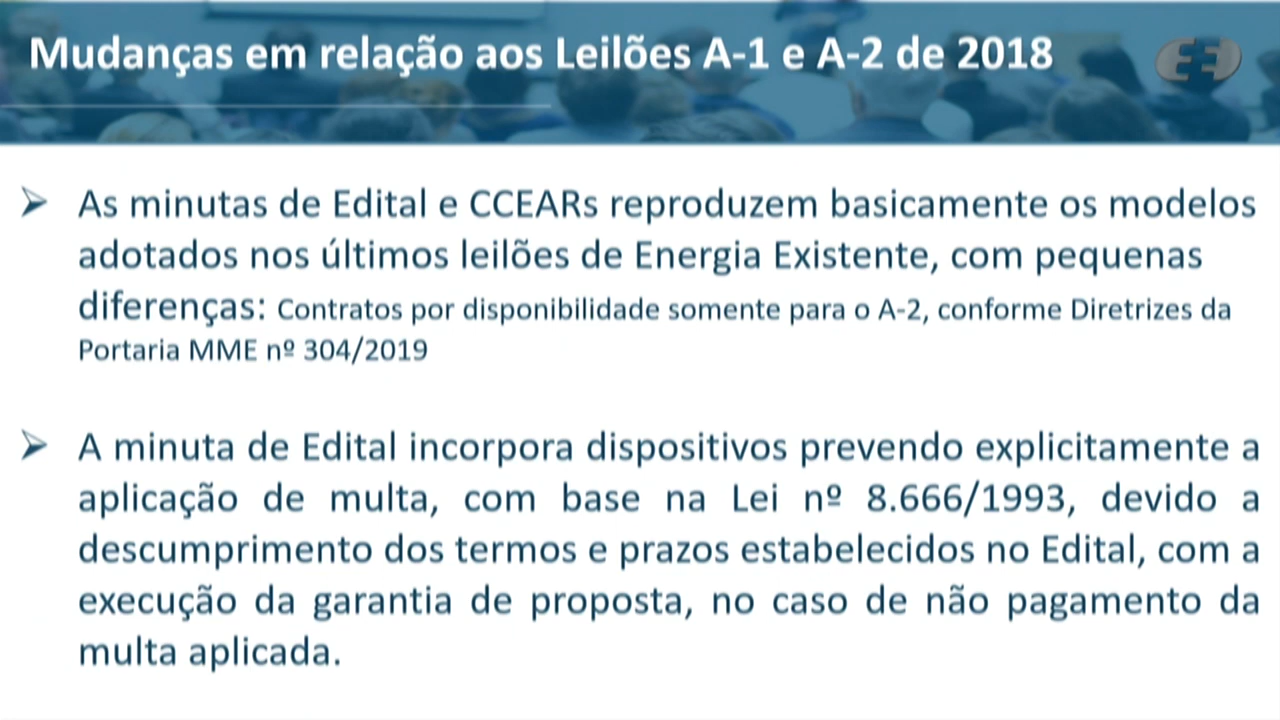 Mudanças em relação aos Leilões A-1 e A-2 de 2018
As minutas de Edital e CCEARs reproduzem basicamente os modelos
adotados nos últimos leilões de Energia Existente, com pequenas
diferenças: Contratos por disponibilidade somente para o A-2, conforme Diretrizes da
Portaria MME nº 304/2019
A minuta de Edital incorpora dispositivos prevendo explicitamente a
aplicação de multa, com base na Lei nº 8.666/1993, devido a
descumprimento dos termos e prazos estabelecidos no Edital, com a
execução da garantia de proposta, no caso de não pagamento da
multa aplicada.